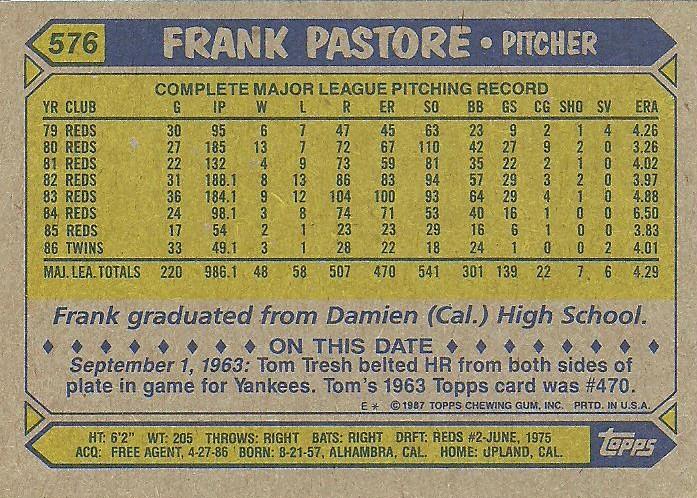 576 FRANK PASTORE • PITCHER
COMPLETE MAJOR LEAGUE PITCHING RECORD
YR CLUB G IP W L R ER SO BB GS CG SHO SV ERA
79 REDS 30 95 6 7 47 45 63 23 9 2 1 4 4.26
80 REDS 27 185 13 7 72 67 110 42 27 9 2 0 3.26
81 REDS 22 132 4 9 73 59 81 35 22 2 1 0 4.02
82 REDS 31 188.1 8 13 86 83 94 57 29 3 2 0 3.97
83 REDS 36 184.1 9 12 104 100 93 64 29 4 1 0 4.88
84 REDS 24 98.1 3 8 74 71 53 40 16 1 0 0 6.50
85 REDS 17 54 2 1 23 23 29 16 6 1 0 0 3.83
86 TWINS 33 49.1 3 1 28 22 18 24 1 0 0 2 4.01
MAJ. LEA. TOTALS 220 986.1 48 58 507 470 541 301 139 22 7 6 4.29
Frank graduated from Damien (Cal.) High School.
♦ ♦ ♦ ♦ ♦ ♦ ♦ ♦ ON THIS DATE ♦ ♦ ♦ ♦ ♦ ♦ ♦ ♦
September 1, 1963: Tom Tresh belted HR from both sides of
plate in game for Yankees. Tom's 1963 Topps card was #470.
E* © 1987 TOPPS CHEWING GUM, INC. PRTD. IN U.S.A.
HT: 6'2" WT: 205 THROWS: RIGHT BATS: RIGHT DRFT: REDS #2-JUNE, 1975
ACQ: FREE AGENT, 4-27-86 BORN: 8-21-57, ALHAMBRA, CAL. HOME: UPLAND, CAL.
topps